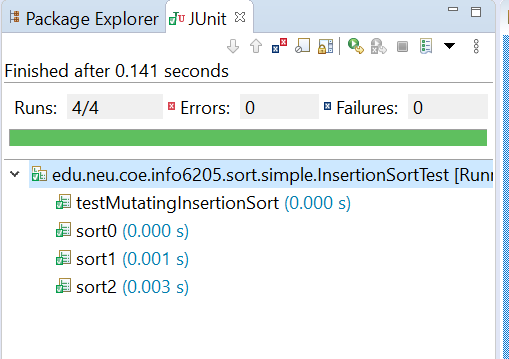 Package Explorer JUnit
Finished after 0.141 seconds
Runs: 4/4 Errors: 0 Failures: 0
edu.neu.coe.info6205.sort.simple.InsertionSortTest [Runn
testMutatingInsertionSort (0.000 s)
sort0 (0.000 s)
sort1 (0.001 s)
sort2 (0.003 s)